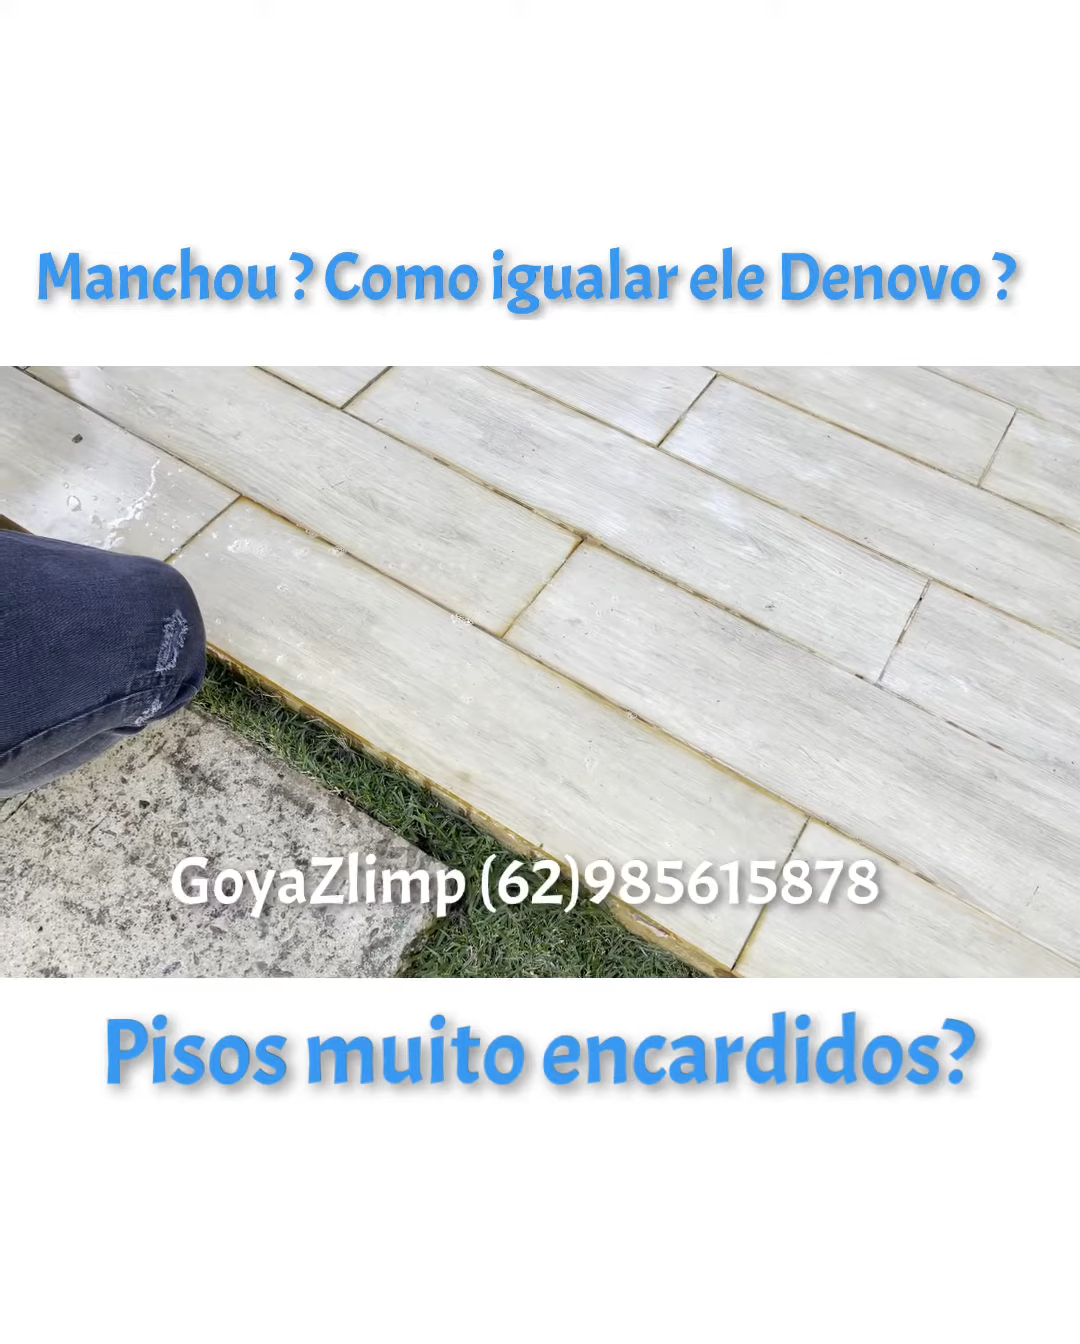 Manchou ? Como igualar ele Denovo ?
GoyaZlimp (62)985615878
Pisos muito encardidos?